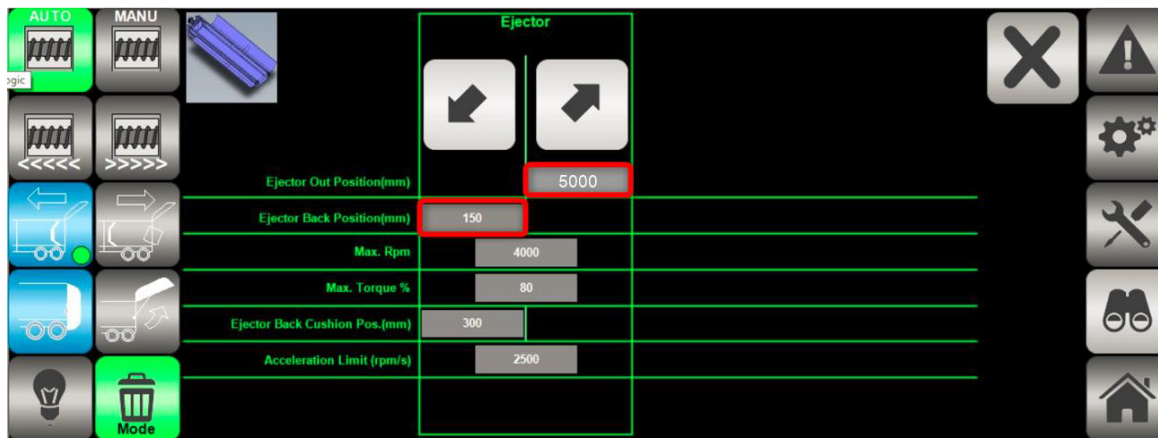 AUTO
MANU
Ejector
ogic
<<<<<
>>>>>
Ejector Out Position(mm)
5000
Ejector Back Position(mm)
150
Max. Rpm
4000
Max. Torque %
80
Ejector Back Cushion Pos.(mm)
300
Acceleration Limit (rpm/s)
2500
Mode